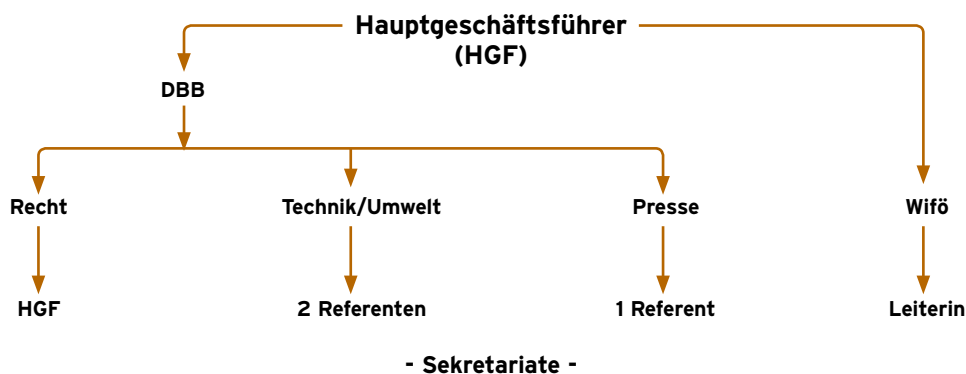 Hauptgeschäftsführer
(HGF)
DBB
Recht
Technik/Umwelt
Presse
Wifö
HGF
2 Referenten
1 Referent
Leiterin
- Sekretariate -